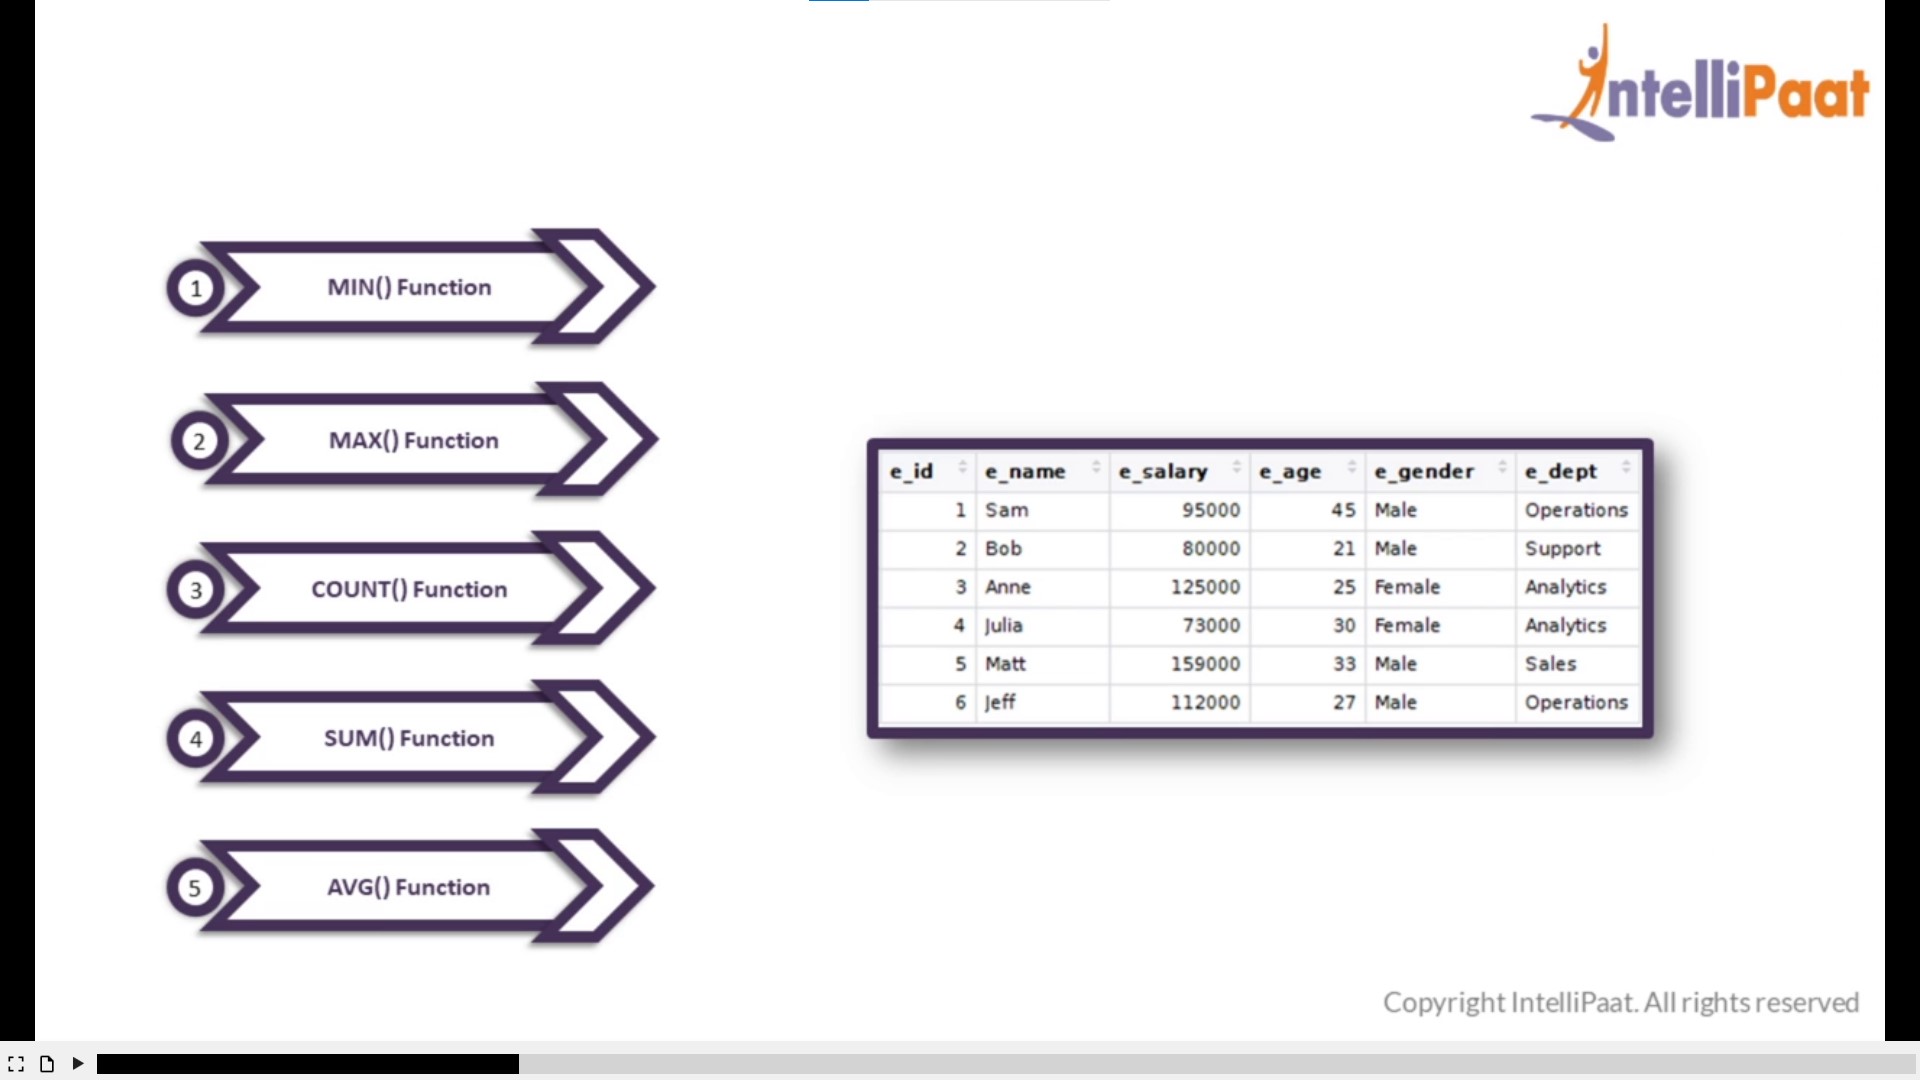 IntelliPaat
1 MIN() Function
2 MAX() Function
3 COUNT() Function
4 SUM() Function
5 AVG() Function
e_id e_name e_salary e_age e_gender e_dept
1 Sam 95000 45 Male Operations
2 Bob 80000 21 Male Support
3 Anne 125000 25 Female Analytics
4 Julia 73000 30 Female Analytics
5 Matt 159000 33 Male Sales
6 Jeff 112000 27 Male Operations
Copyright IntelliPaat. All rights reserved